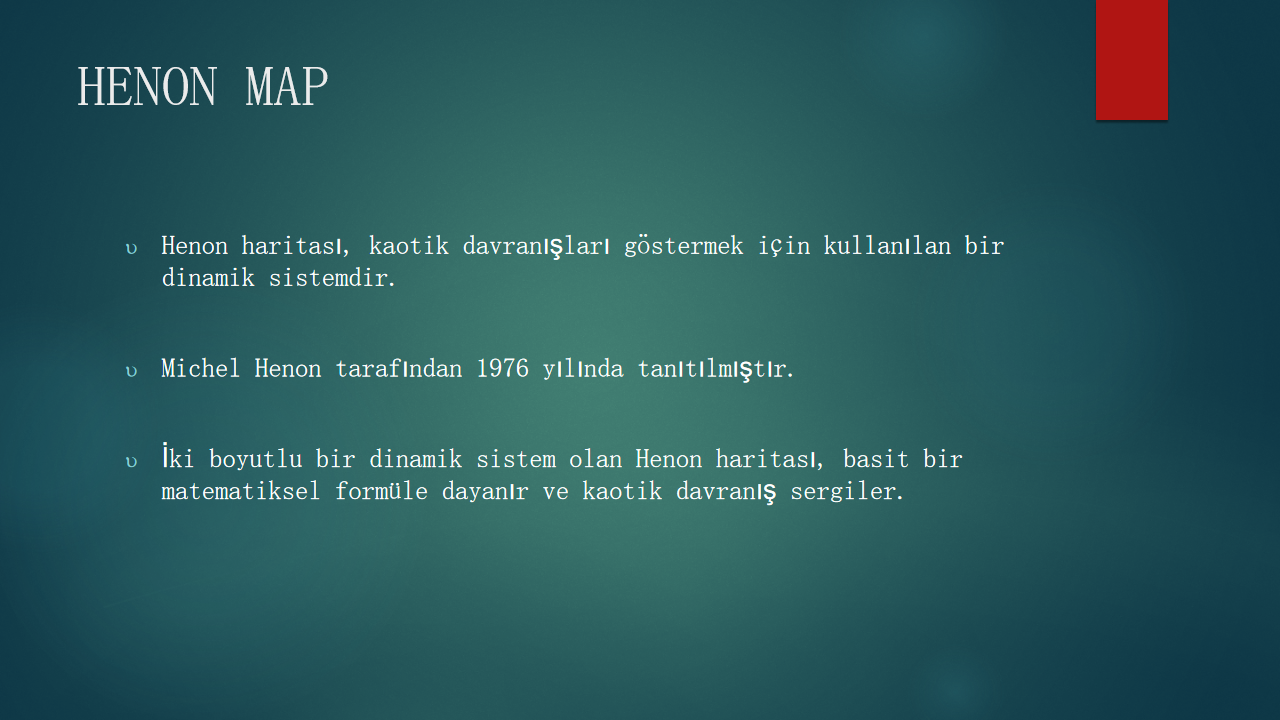 HENON MAP
Henon haritası, kaotik davranışları göstermek için kullanılan bir
dinamik sistemdir.
Michel Henon tarafından 1976 yılında tanıtılmıştır.
İki boyutlu bir dinamik sistem olan Henon haritası, basit bir
matematiksel formüle dayanır ve kaotik davranış sergiler.